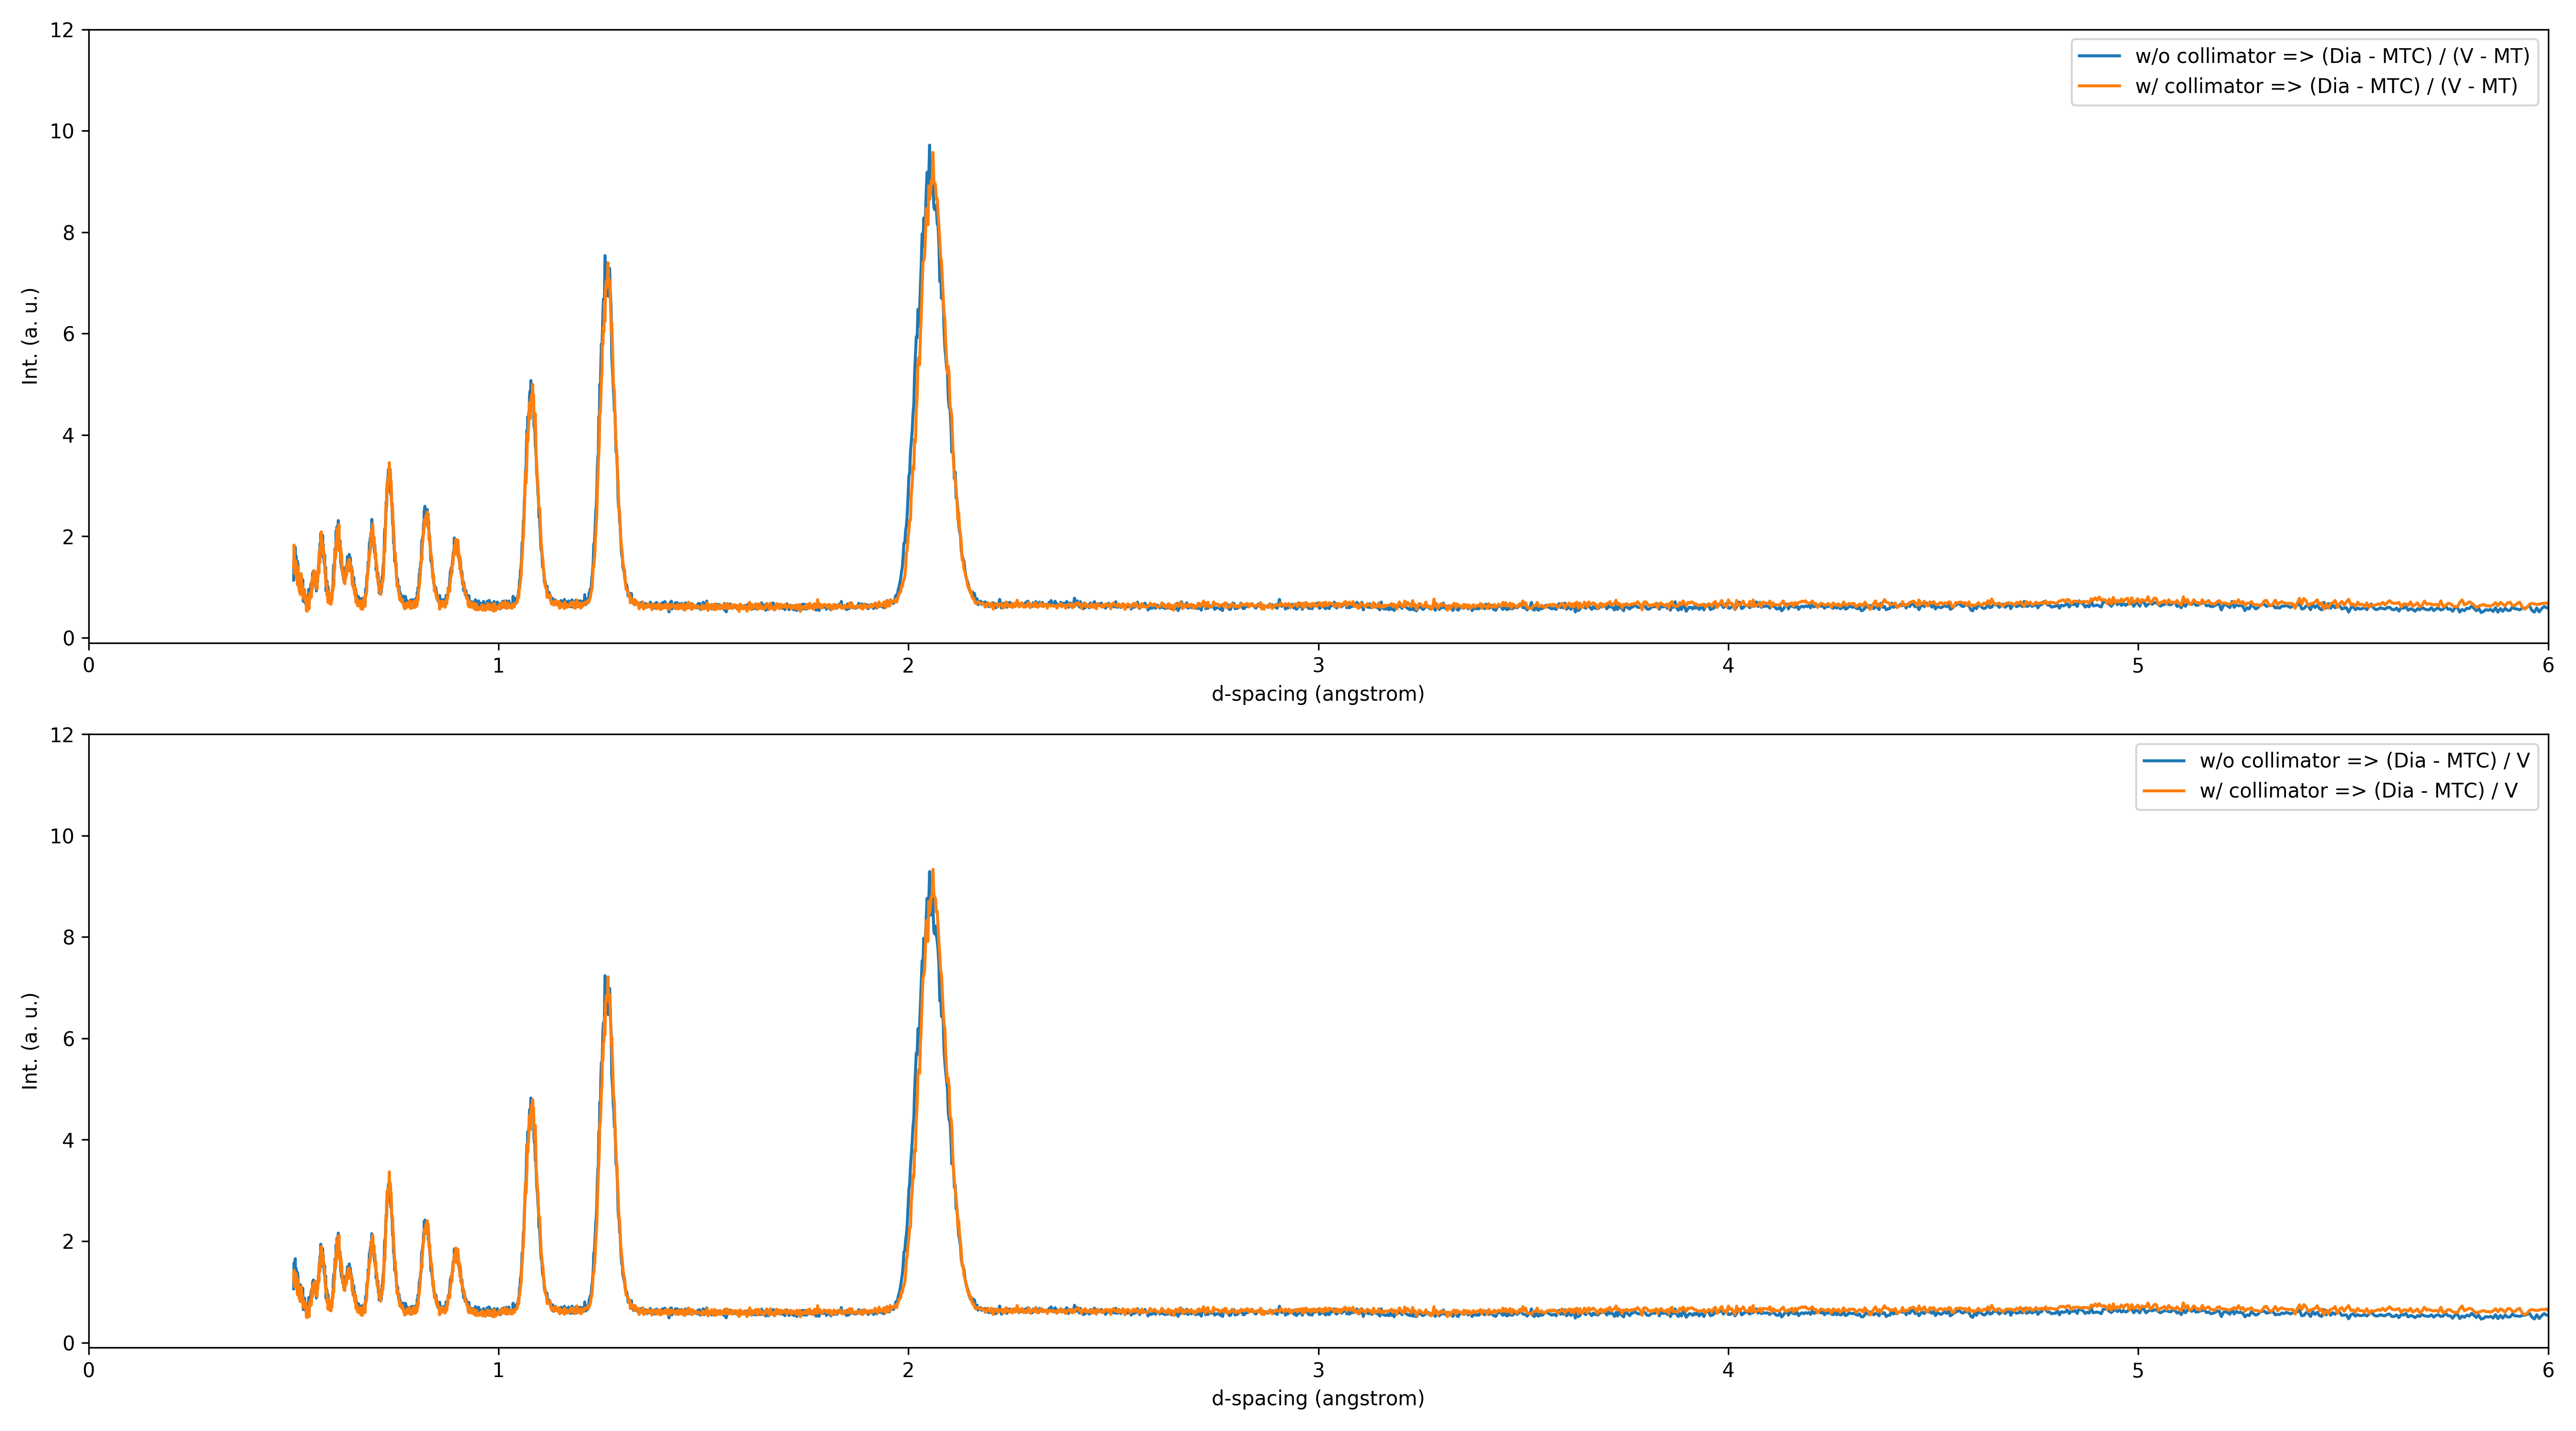 12
10
8
6
4
2
0
Int. (a. u.)
w/o collimator => (Dia - MTC) / (V - MT)
w/ collimator => (Dia - MTC) / (V - MT)
0 1 2 3 4 5 6
d-spacing (angstrom)
12
10
8
6
4
2
0
Int. (a. u.)
w/o collimator => (Dia - MTC) / V
w/ collimator => (Dia - MTC) / V
0 1 2 3 4 5 6
d-spacing (angstrom)